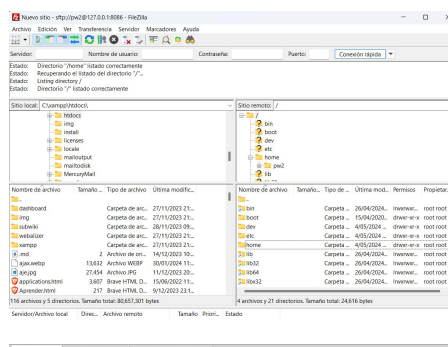 Nuevo sitio - sftp://pw2@127.0.0.1:8086 - FileZilla
Archivo Edición Ver Transferencia Servidor Marcadores Ayuda
Servidor: Nombre de usuario: Contraseña: Puerto: Conexión rápida
Estado: Directorio "/home" listado correctamente
Estado: Recuperando el listado del directorio "/"...
Estado: Listing directory /
Estado: Directorio "/" listado correctamente
Sitio local: C:\xampp\htdocs\ Sitio remoto: /
htdocs /
img bin
install boot
licenses dev
locale etc
mailoutput home
mailtodisk pw2
MercuryMail lib
Nombre de archivo Tamaño ... Tipo de archivo Última modific... Nombre de archivo Tamaño... Tipo de ... Última mod... Permisos Propietar
.. ..
dashboard Carpeta de arc... 27/11/2023 21:... bin Carpeta ... 26/04/2024... lrwxrwx... root root
img Carpeta de arc... 27/11/2023 21:... boot Carpeta ... 15/04/2020... drwxr-xr-x root root
subwiki Carpeta de arc... 28/11/2023 09:... dev Carpeta ... 4/05/2024 ... drwxr-xr-x root root
webalizer Carpeta de arc... 27/11/2023 21:... etc Carpeta ... 4/05/2024 ... drwxr-xr-x root root
xampp Carpeta de arc... 27/11/2023 21:... home Carpeta ... 4/05/2024 ... drwxr-xr-x root root
.md 2 Archivo de ori... 14/12/2023 10:... lib Carpeta ... 26/04/2024... lrwxrwx... root root
ajax.webp 13,632 Archivo WEBP 30/01/2024 11:... lib32 Carpeta ... 26/04/2024... lrwxrwx... root root
aje.jpg 27,454 Archivo JPG 11/12/2023 21:... lib64 Carpeta ... 26/04/2024... lrwxrwx... root root
applications.html 3,607 Brave HTML D... 15/06/2022 11:... libx32 Carpeta ... 26/04/2024... lrwxrwx... root root
Aprender.html 217 Brave HTML D... 9/12/2023 23:1...
116 archivos y 5 directorios. Tamaño total: 80,657,301 bytes 4 archivos y 21 directorios. Tamaño total: 24,616 bytes
Servidor/Archivo local Direc... Archivo remoto Tamaño Priori... Estado